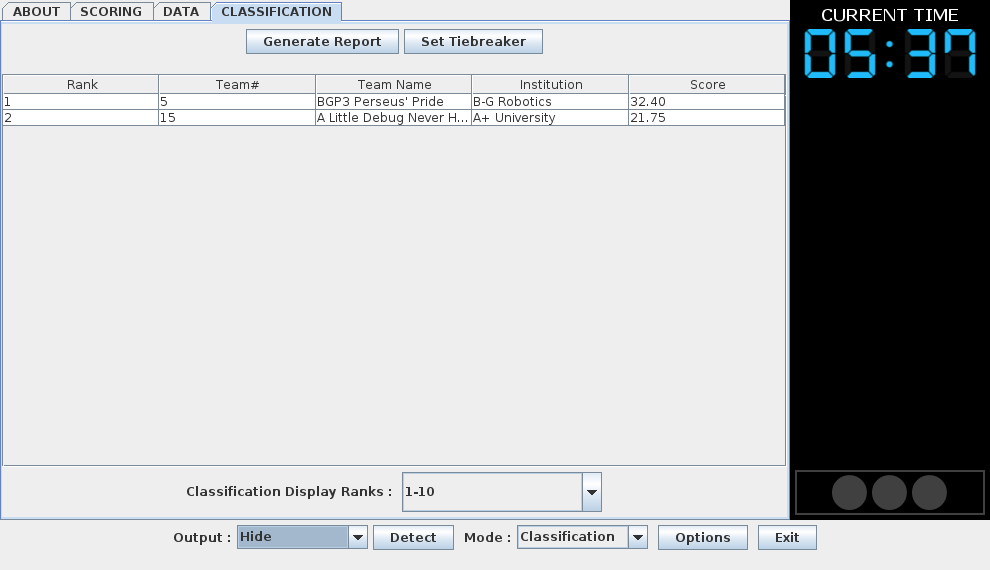 ABOUT SCORING DATA CLASSIFICATION
CURRENT TIME
05:37
Generate Report Set Tiebreaker
Rank Team# Team Name Institution Score
1 5 BGP3 Perseus' Pride B-G Robotics 32.40
2 15 A Little Debug Never H... A+ University 21.75
Classification Display Ranks : 1-10
Output : Hide Detect Mode : Classification Options Exit